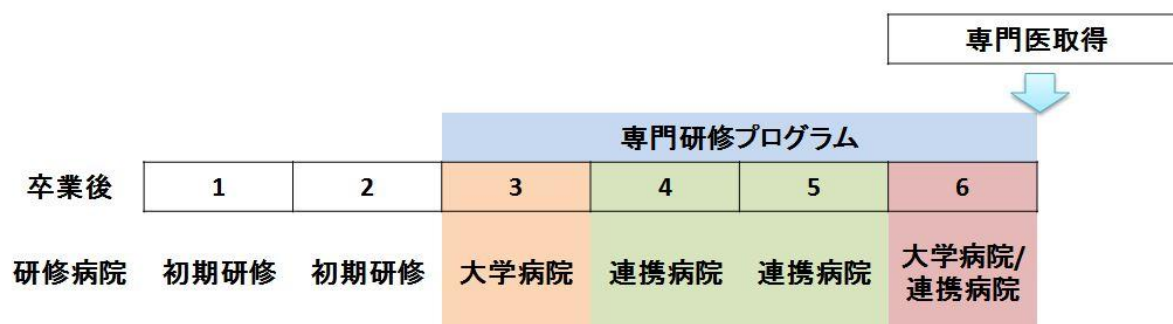 専門医取得
専門研修プログラム
卒業後 1 2 3 4 5 6
研修病院 初期研修 初期研修 大学病院 連携病院 連携病院 大学病院/
連携病院